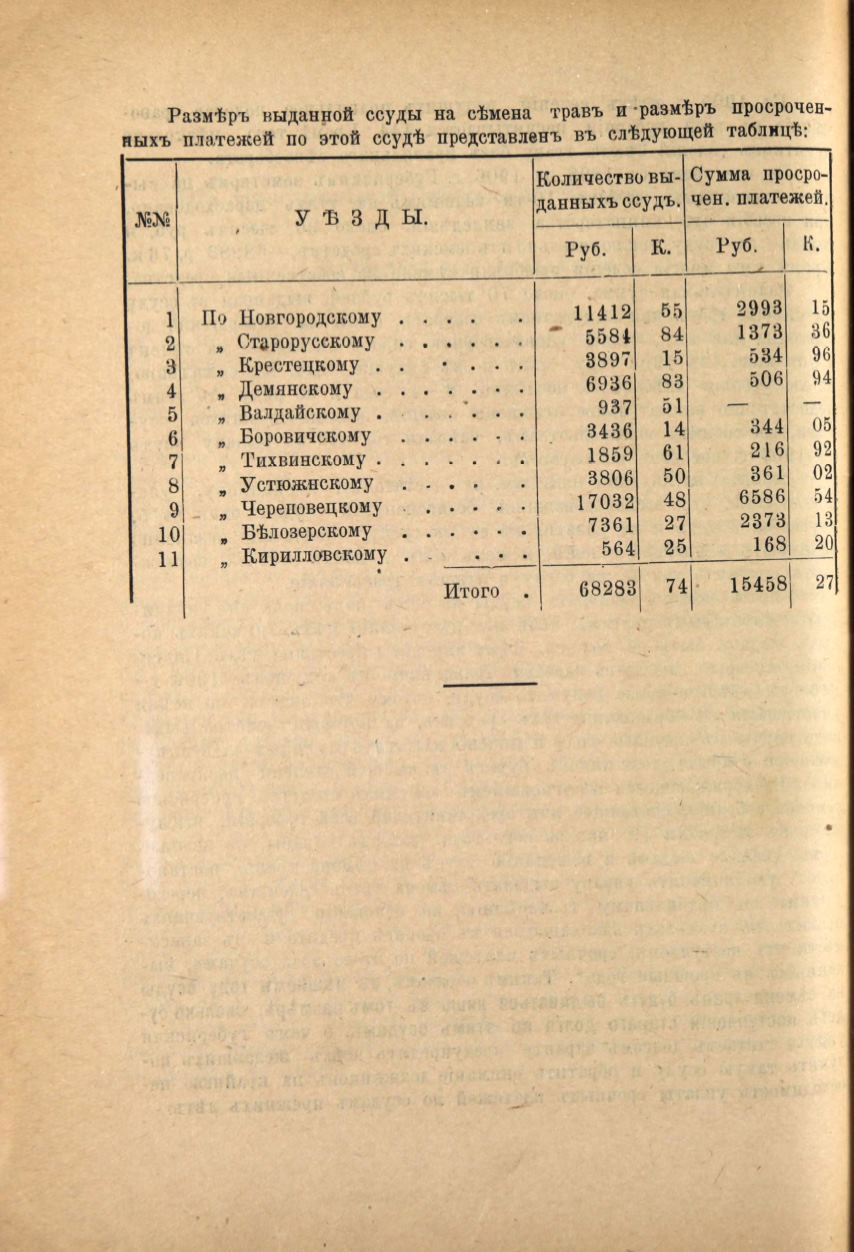 Размѣръ выданной ссуды на сѣмена травъ и размѣръ просрочен-
ныхъ платежей по этой ссудѣ представленъ въ слѣдующей таблицѣ:
№№ УѢЗДЫ. Количество вы- Сумма просро-
данныхъ ссудъ. чен. платежей.
Руб. К. Руб. К.
1 По Новгородскому . . . . . . 11412 55 2993 15
2 „ Старорусскому . . . . . . 5584 84 1373 36
3 „ Крестецкому . . . . . . 3897 15 534 96
4 „ Демянскому . . . . . . . 6936 83 506 94
5 „ Валдайскому . . . . . . . 937 51 — —
6 „ Боровичскому . . . . . . 3436 14 344 05
7 „ Тихвинскому . . . . . . . 1859 61 216 92
8 „ Устюжнскому . . . . . 3806 50 361 02
9 „ Череповецкому . . . . . . 17032 48 6586 54
10 „ Бѣлозерскому . . . . . . 7361 27 2373 13
11 „ Кирилловскому . . . . . 564 25 168 20
Итого . 68283 74 15458 27